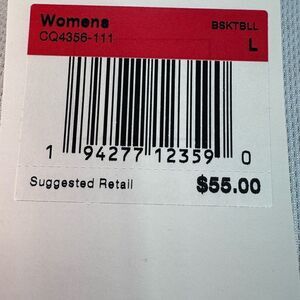 Womens BSKTBLL
CQ4356-111 L
1 94277 12359 0
Suggested Retail $55.00